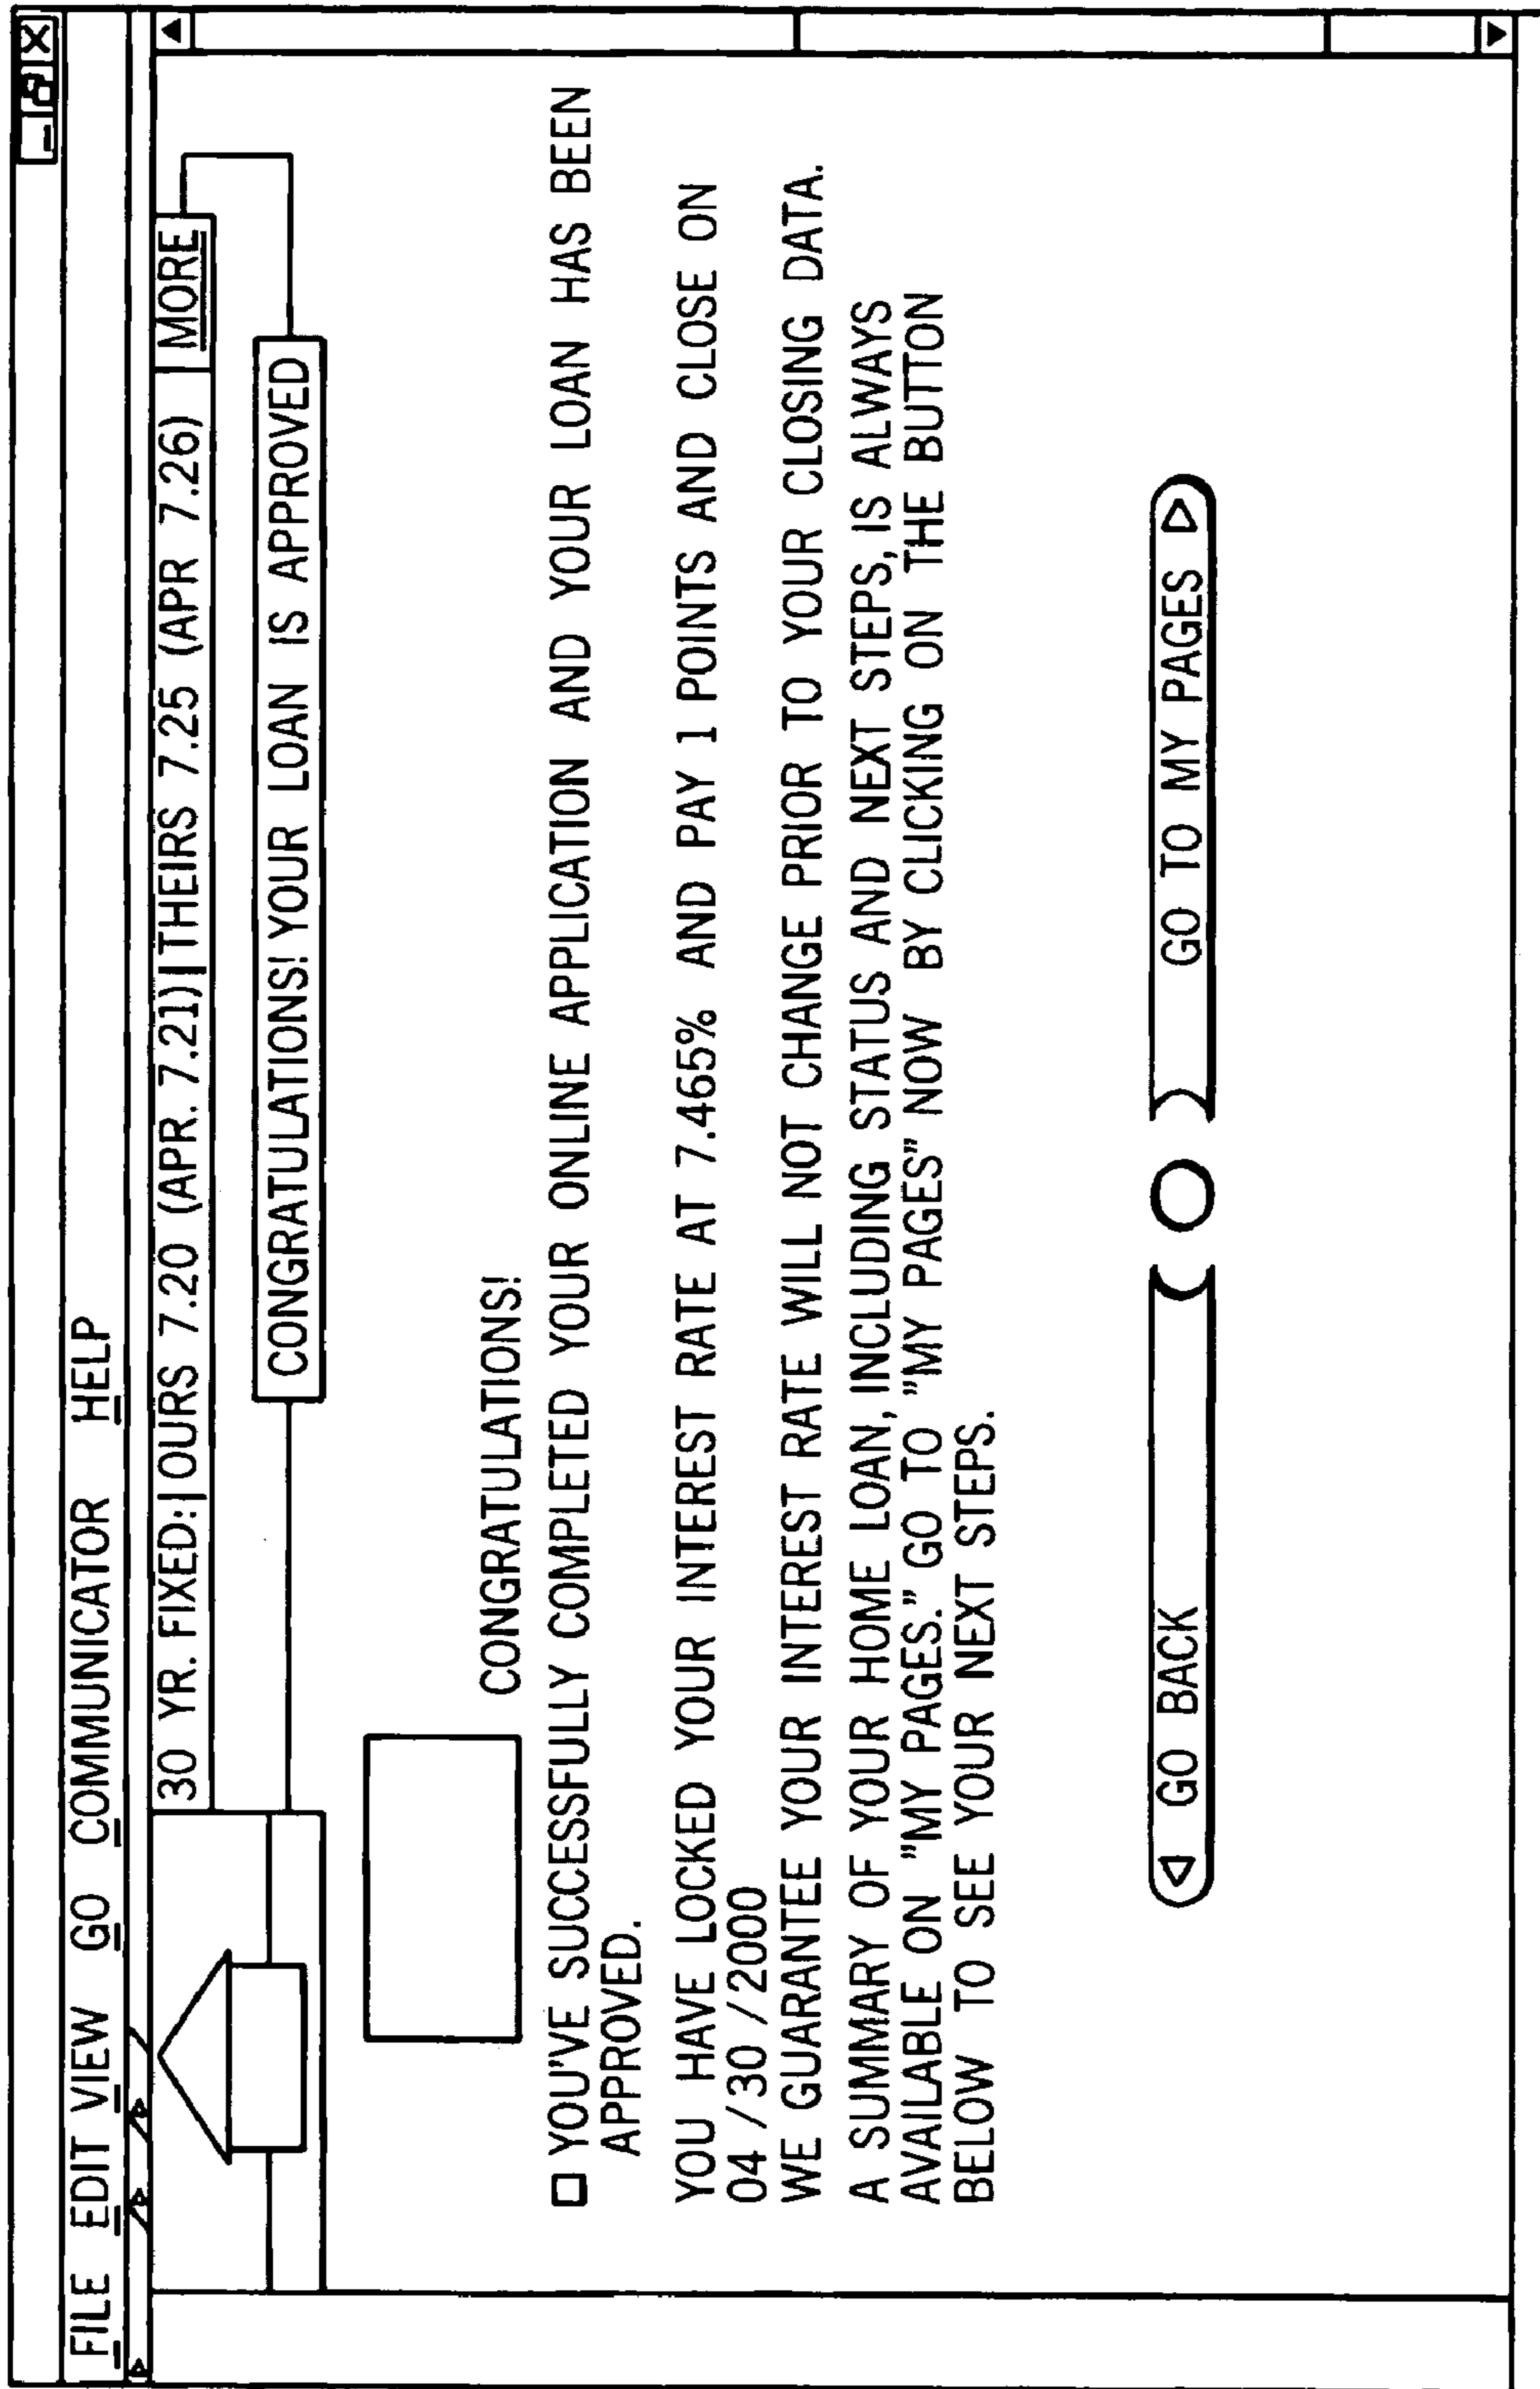 FILE EDIT VIEW GO COMMUNICATOR HELP
30 YR. FIXED: | OURS 7.20 (APR. 7.21) | THEIRS 7.25 (APR 7.26) | MORE
CONGRATULATIONS! YOUR LOAN IS APPROVED
CONGRATULATIONS!
YOU'VE SUCCESSFULLY COMPLETED YOUR ONLINE APPLICATION AND YOUR LOAN HAS BEEN
APPROVED.
YOU HAVE LOCKED YOUR INTEREST RATE AT 7.465% AND PAY 1 POINTS AND CLOSE ON
04/30/2000
WE GUARANTEE YOUR INTEREST RATE WILL NOT CHANGE PRIOR TO YOUR CLOSING DATA.
A SUMMARY OF YOUR HOME LOAN, INCLUDING STATUS AND NEXT STEPS, IS ALWAYS
AVAILABLE ON "MY PAGES." GO TO "MY PAGES" NOW BY CLICKING ON THE BUTTON
BELOW TO SEE YOUR NEXT STEPS.
GO BACK
GO TO MY PAGES